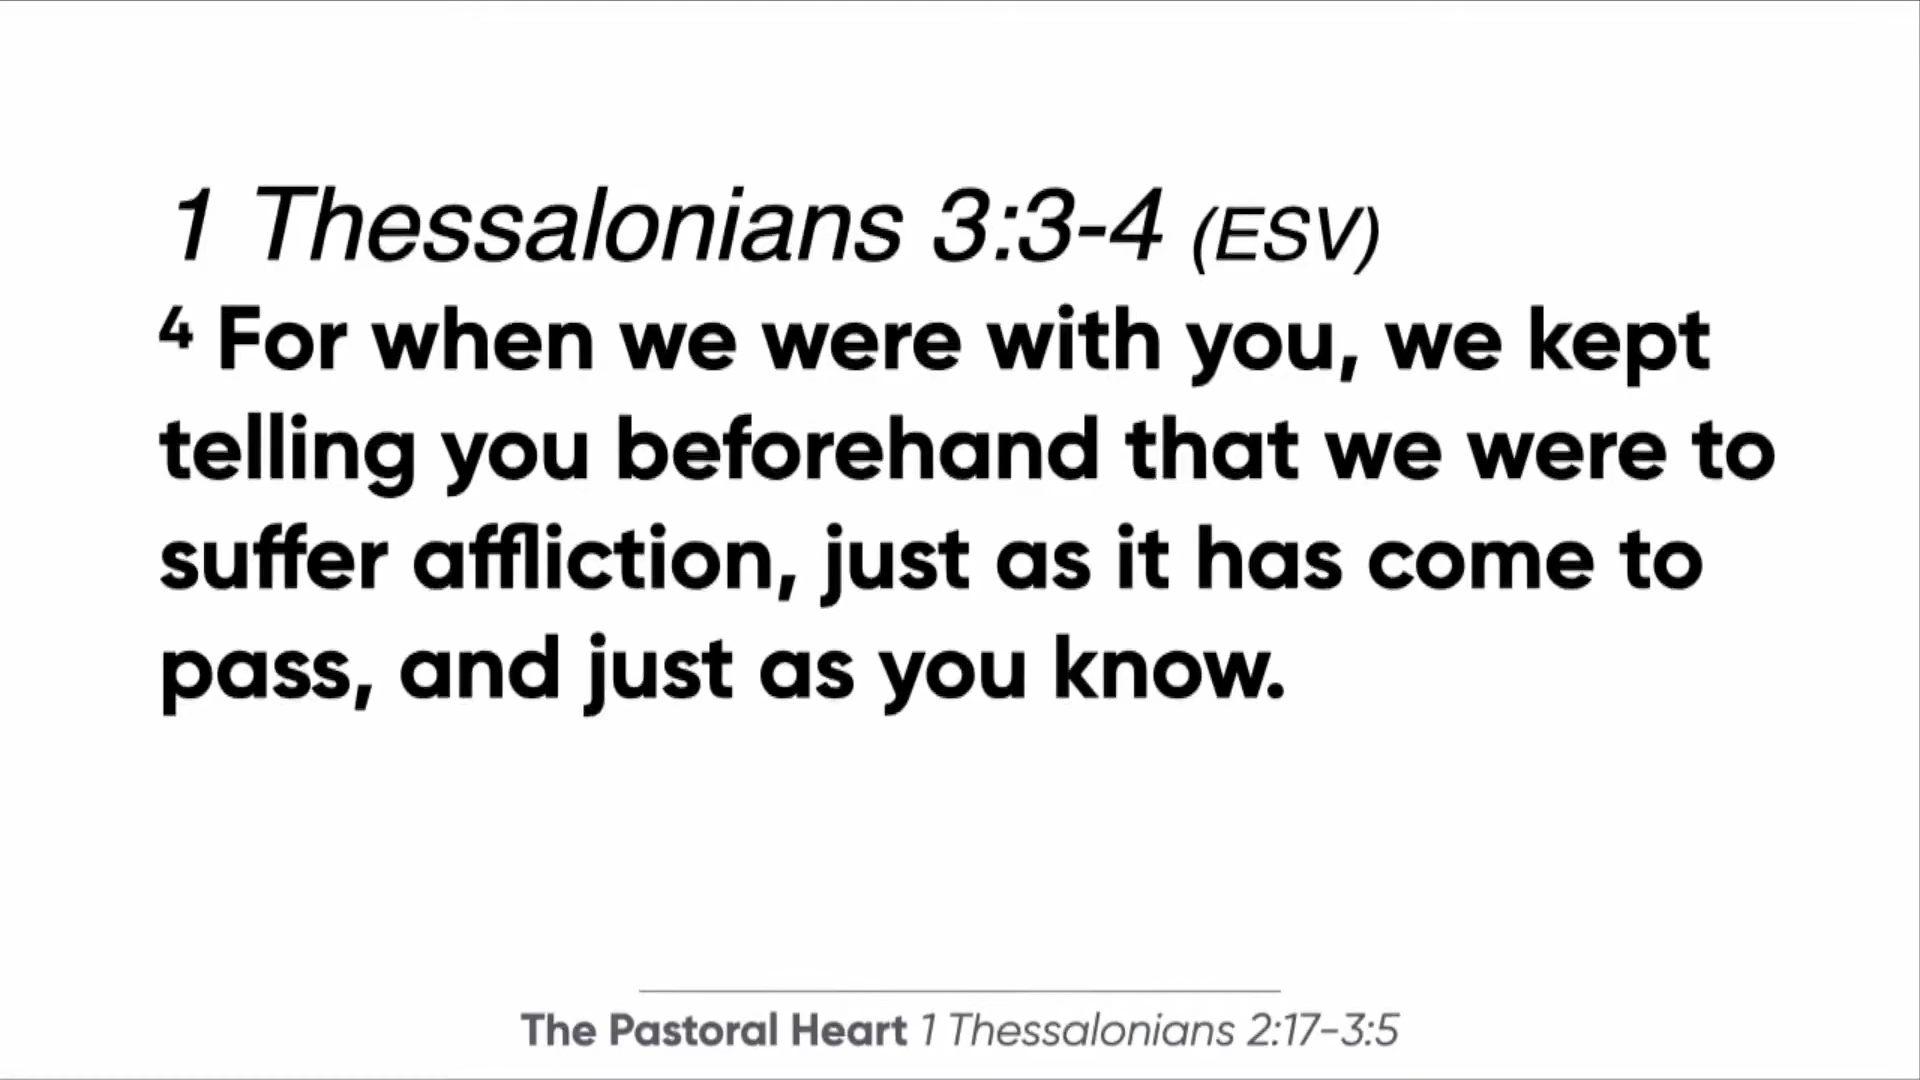 1 Thessalonians 3:3-4 (ESV)
⁴ For when we were with you, we kept
telling you beforehand that we were to
suffer affliction, just as it has come to
pass, and just as you know.
The Pastoral Heart 1 Thessalonians 2:17–3:5